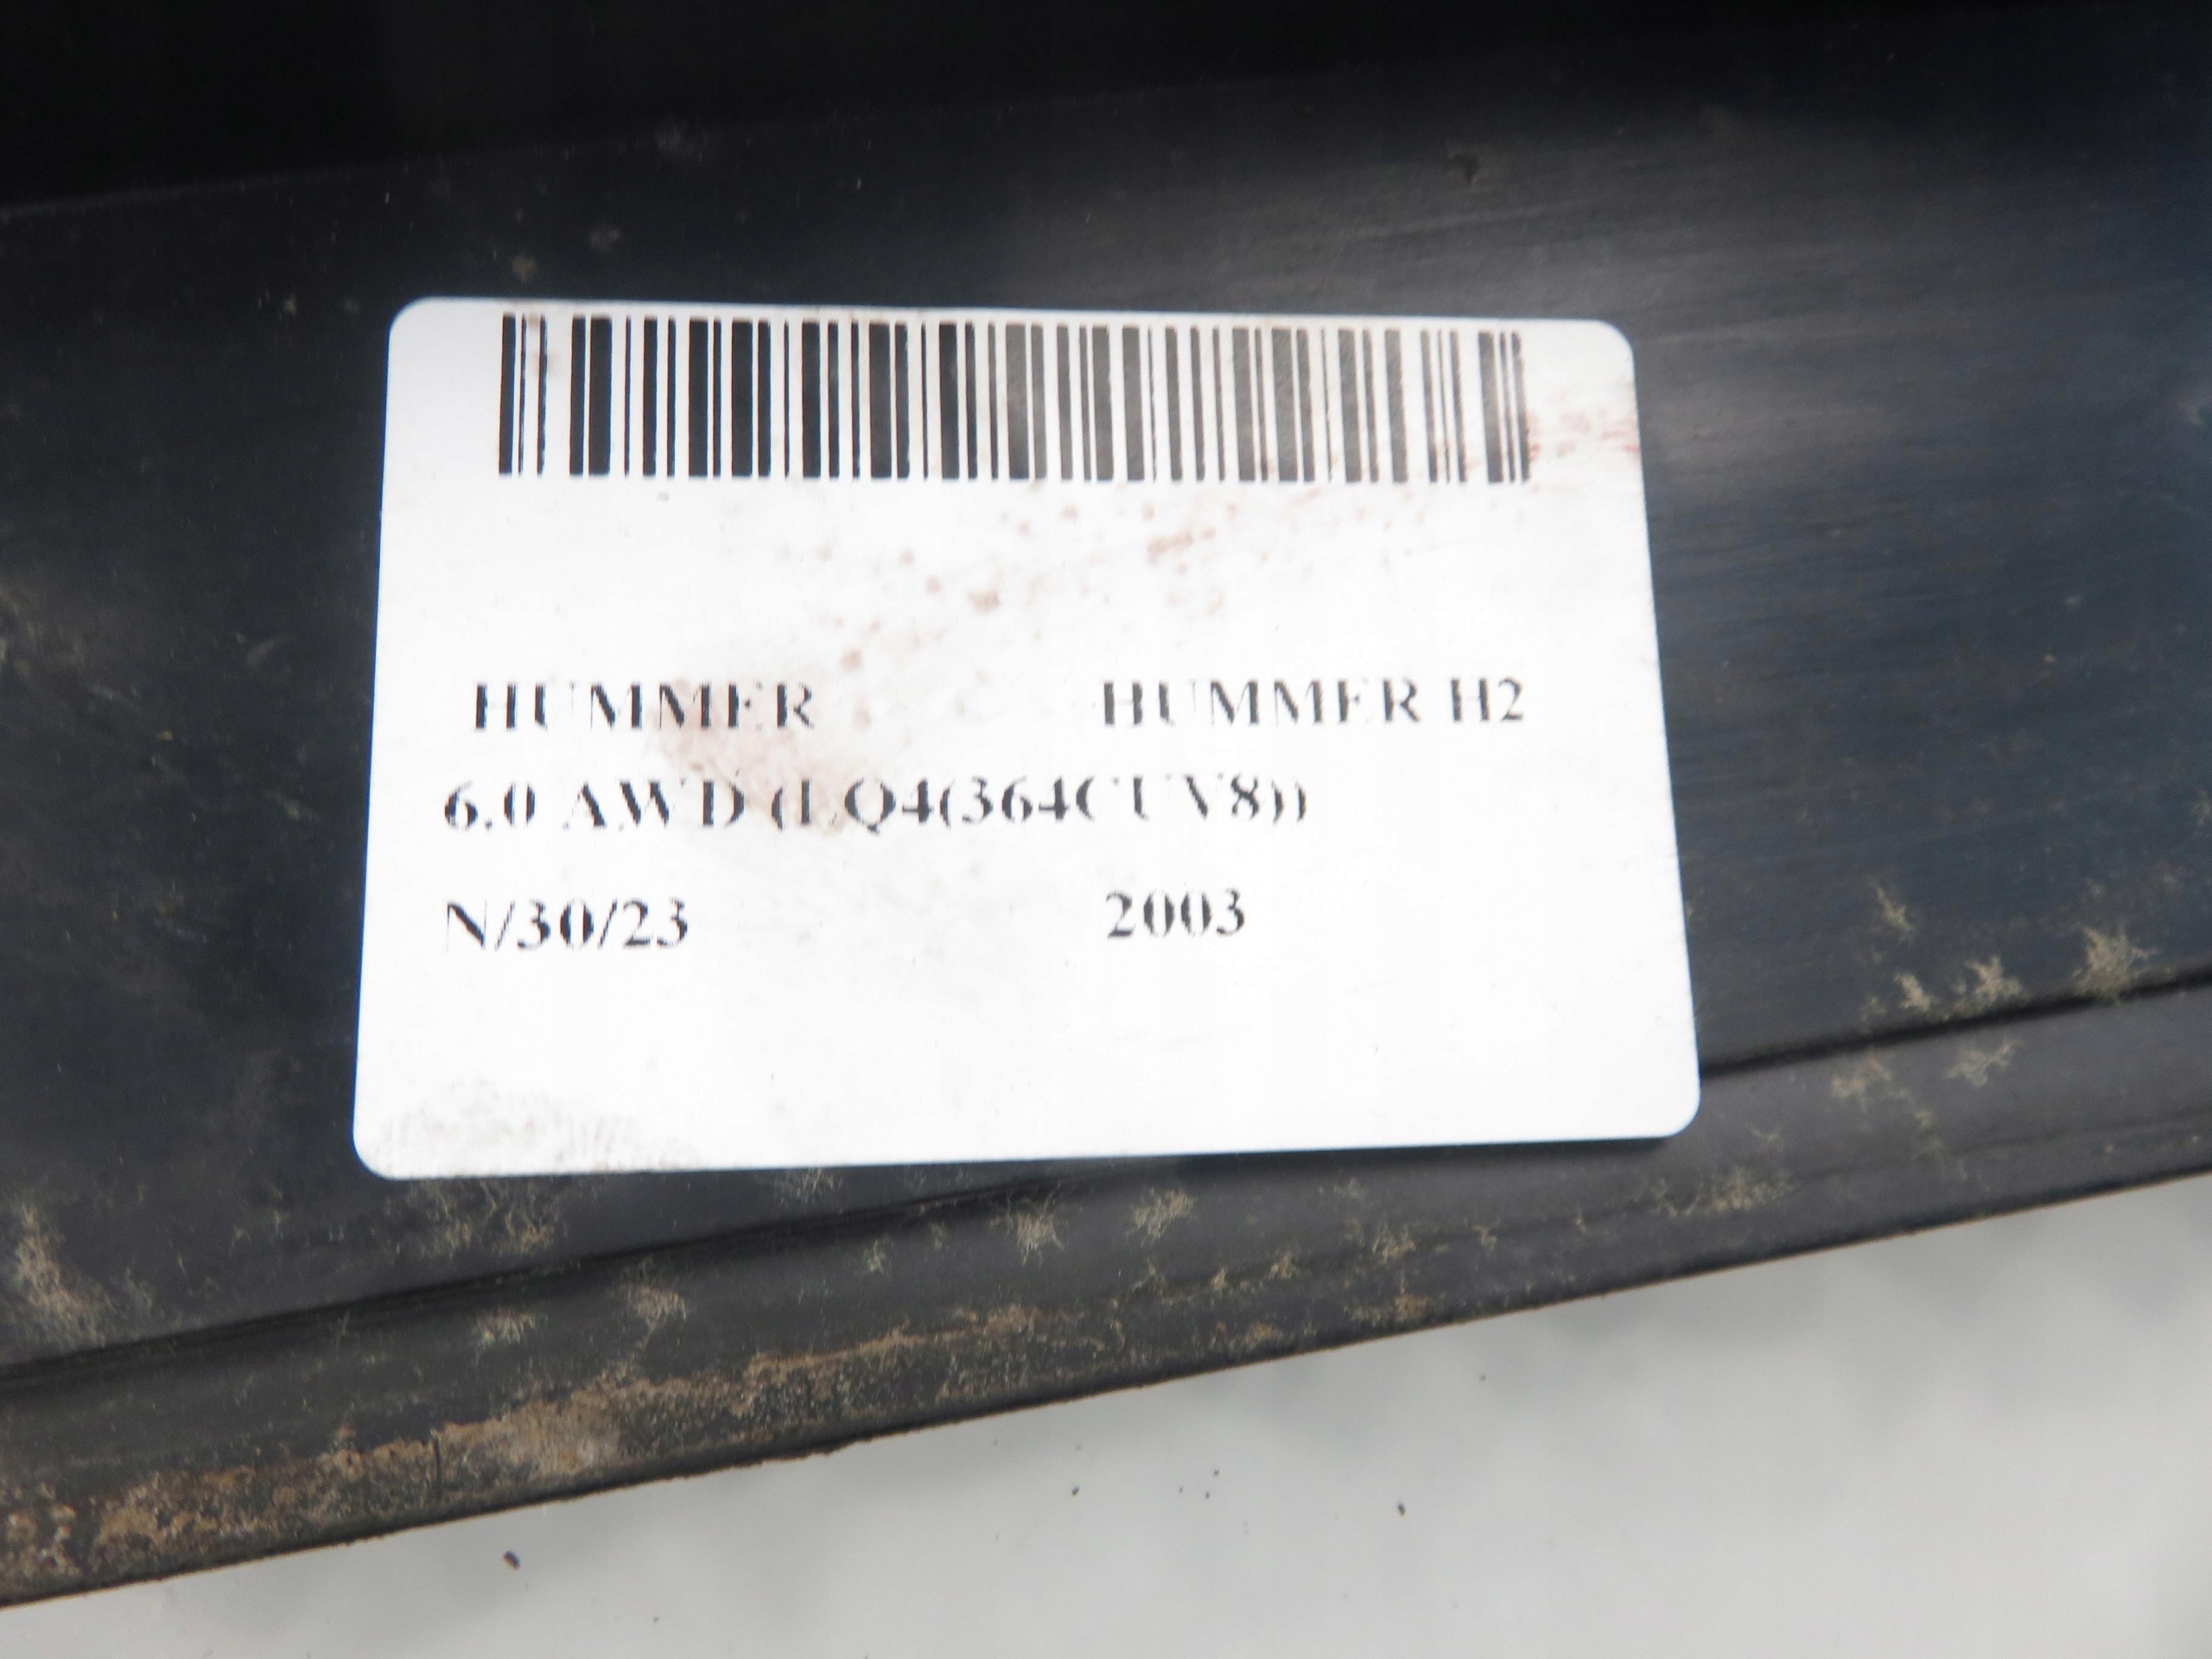 HUMMER HUMMER H2
6.0 AWD (LQ4(364CUV8))
N/30/23 2003